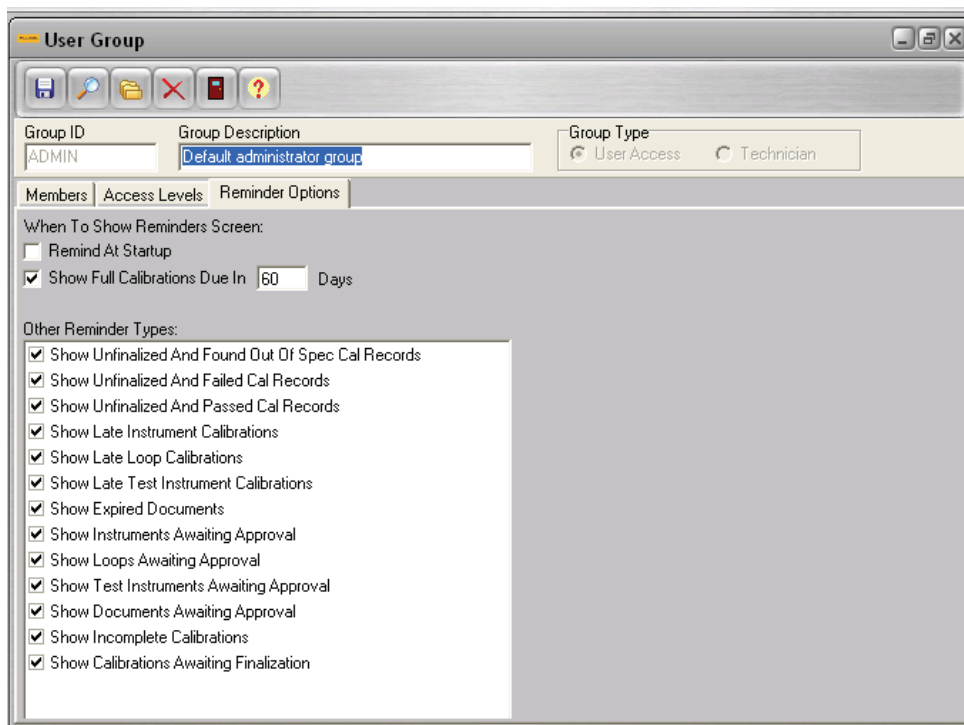 User Group
Group ID
Group Description
Group Type
ADMIN
Default administrator group
User Access
Technician
Members
Access Levels
Reminder Options
When To Show Reminders Screen:
Remind At Startup
Show Full Calibrations Due In 60 Days
Other Reminder Types:
Show Unfinalized And Found Out Of Spec Cal Records
Show Unfinalized And Failed Cal Records
Show Unfinalized And Passed Cal Records
Show Late Instrument Calibrations
Show Late Loop Calibrations
Show Late Test Instrument Calibrations
Show Expired Documents
Show Instruments Awaiting Approval
Show Loops Awaiting Approval
Show Test Instruments Awaiting Approval
Show Documents Awaiting Approval
Show Incomplete Calibrations
Show Calibrations Awaiting Finalization